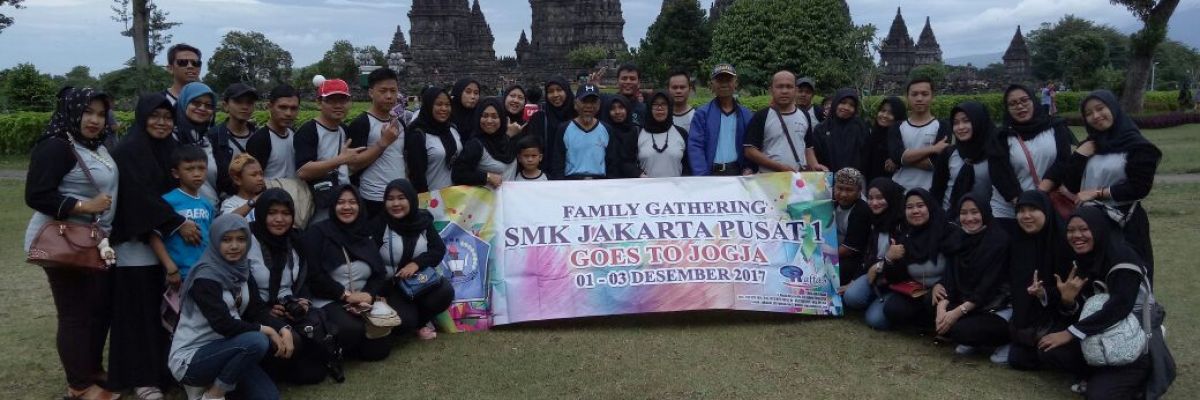 FAMILY GATHERING
SMK JAKARTA PUSAT 1
GOES TO JOGJA
01 - 03 DESEMBER 2017